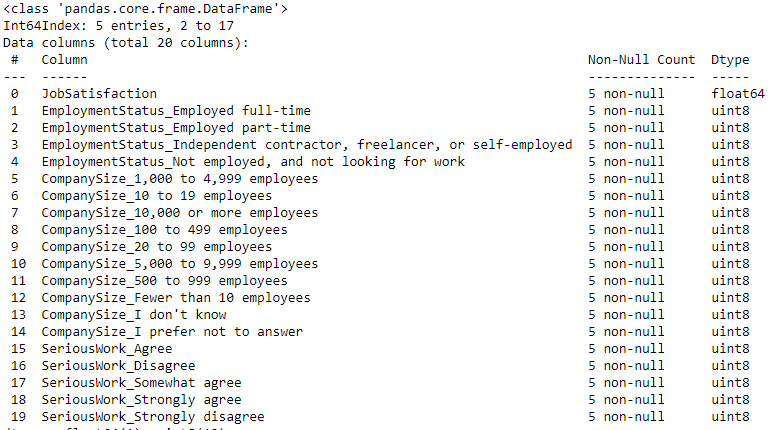 <class 'pandas.core.frame.DataFrame'>
Int64Index: 5 entries, 2 to 17
Data columns (total 20 columns):
 #   Column                                                              Non-Null Count  Dtype
---  ------                                                              --------------  -----
 0   JobSatisfaction                                                     5 non-null      float64
 1   EmploymentStatus_Employed full-time                                 5 non-null      uint8
 2   EmploymentStatus_Employed part-time                                 5 non-null      uint8
 3   EmploymentStatus_Independent contractor, freelancer, or self-employed  5 non-null      uint8
 4   EmploymentStatus_Not employed, and not looking for work             5 non-null      uint8
 5   CompanySize_1,000 to 4,999 employees                                5 non-null      uint8
 6   CompanySize_10 to 19 employees                                      5 non-null      uint8
 7   CompanySize_10,000 or more employees                                5 non-null      uint8
 8   CompanySize_100 to 499 employees                                    5 non-null      uint8
 9   CompanySize_20 to 99 employees                                      5 non-null      uint8
 10  CompanySize_5,000 to 9,999 employees                                5 non-null      uint8
 11  CompanySize_500 to 999 employees                                    5 non-null      uint8
 12  CompanySize_Fewer than 10 employees                                 5 non-null      uint8
 13  CompanySize_I don't know                                            5 non-null      uint8
 14  CompanySize_I prefer not to answer                                  5 non-null      uint8
 15  SeriousWork_Agree                                                   5 non-null      uint8
 16  SeriousWork_Disagree                                                5 non-null      uint8
 17  SeriousWork_Somewhat agree                                          5 non-null      uint8
 18  SeriousWork_Strongly agree                                          5 non-null      uint8
 19  SeriousWork_Strongly disagree                                       5 non-null      uint8